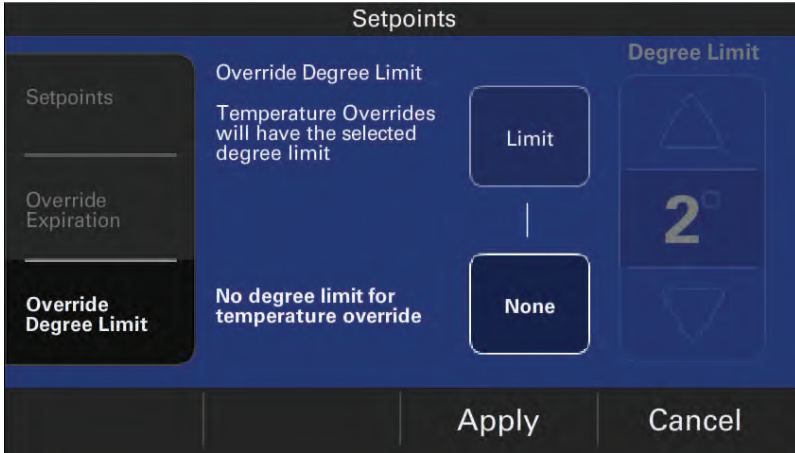 Setpoints
Setpoints
Override
Expiration
Override
Degree Limit
Override Degree Limit
Temperature Overrides
will have the selected
degree limit
No degree limit for
temperature override
Limit
None
Degree Limit
2°
Apply
Cancel